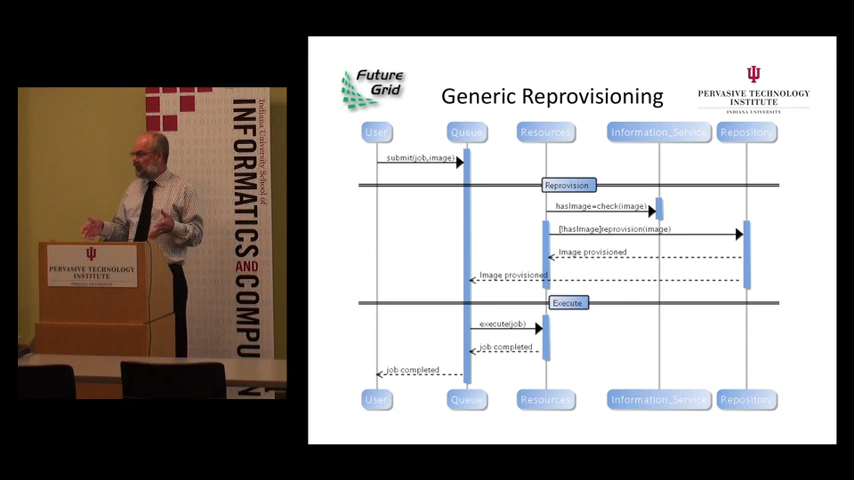 Future
Grid
Generic Reprovisioning
PERVASIVE TECHNOLOGY
INSTITUTE
INDIANA UNIVERSITY
User
Queue
Resources
Information_Service
Repository
submit(job,image)
Reprovision
hasImage=check(image)
[!hasImage]reprovision(image)
Image provisioned
Image provisioned
Execute
execute(job)
job completed
job completed
User
Queue
Resources
Information_Service
Repository
Indiana University School of
INFORMATICS AND COMPU
PERVASIVE TECHNOLOGY
INSTITUTE
INDIANA UNIVERSITY